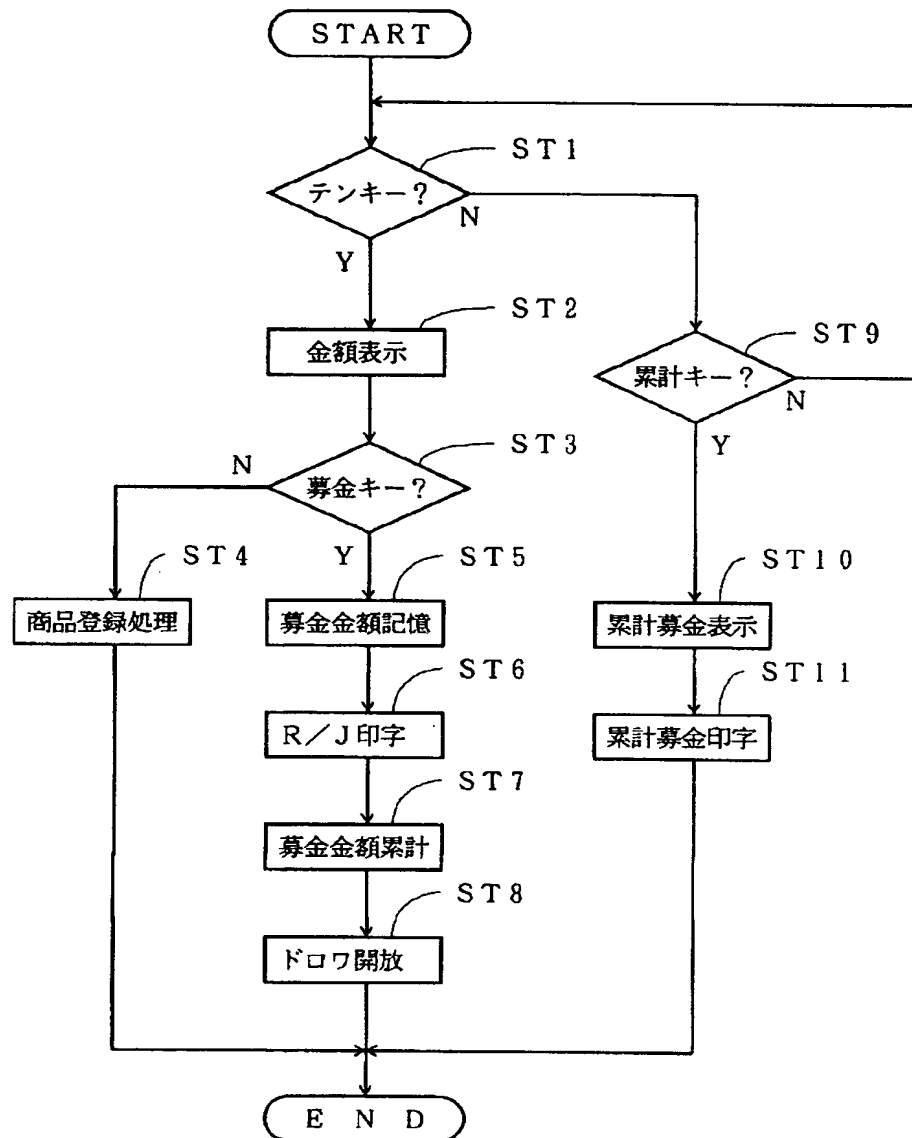 START
ST1
テンキー？
N
Y
ST2
金額表示
ST9
累計キー？
N
Y
ST3
募金キー？
N
Y
ST4
商品登録処理
ST5
募金金額記憶
ST10
累計募金表示
ST6
R／J印字
ST11
累計募金印字
ST7
募金金額累計
ST8
ドロワ開放
END